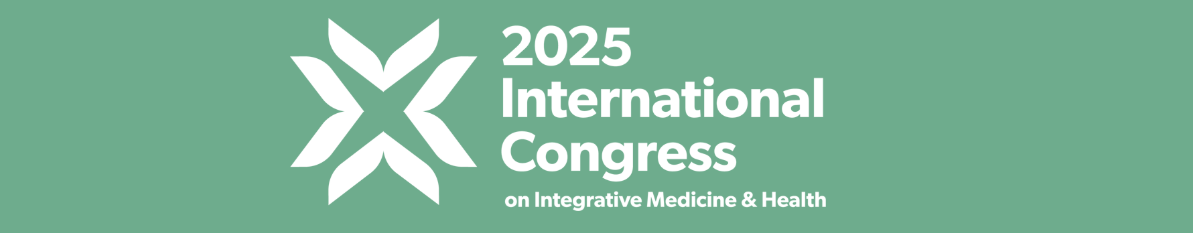 2025
International
Congress
on Integrative Medicine & Health